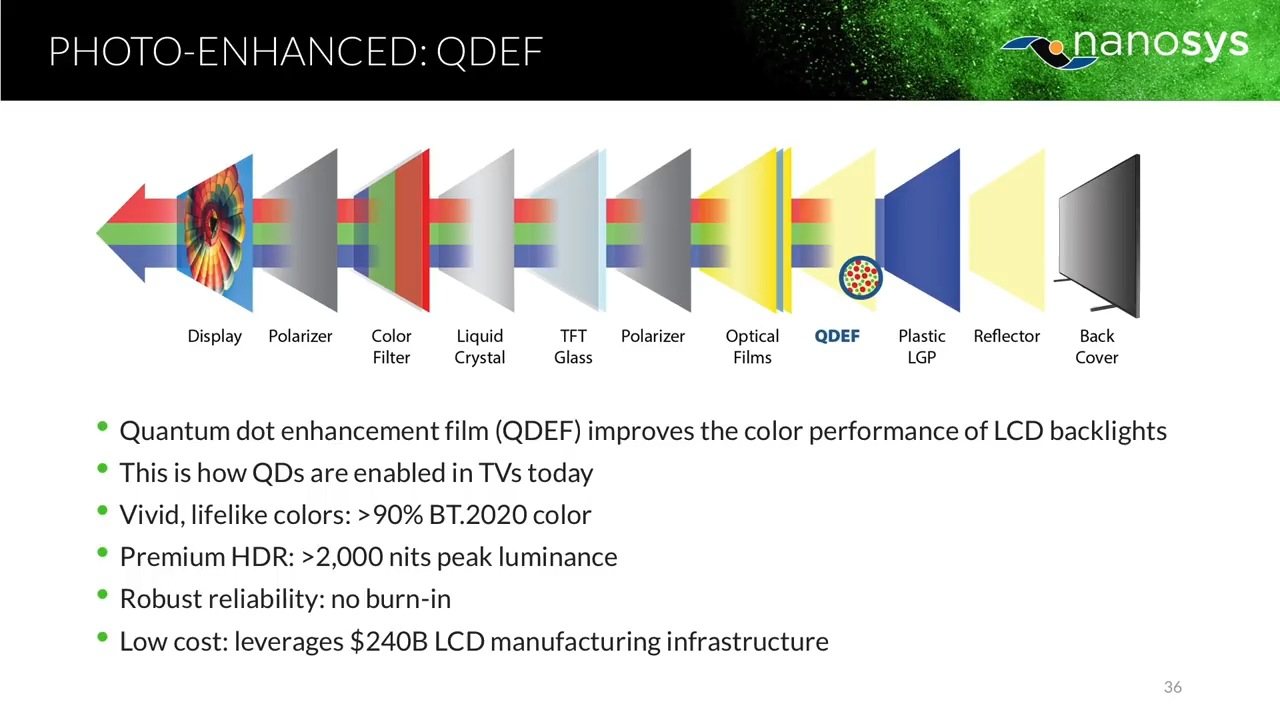 PHOTO-ENHANCED: QDEF
nanosys
Display
Polarizer
Color
Filter
Liquid
Crystal
TFT
Glass
Polarizer
Optical
Films
QDEF
Plastic
LGP
Reflector
Back
Cover
• Quantum dot enhancement film (QDEF) improves the color performance of LCD backlights
• This is how QDs are enabled in TVs today
• Vivid, lifelike colors: >90% BT.2020 color
• Premium HDR: >2,000 nits peak luminance
• Robust reliability: no burn-in
• Low cost: leverages $240B LCD manufacturing infrastructure
36